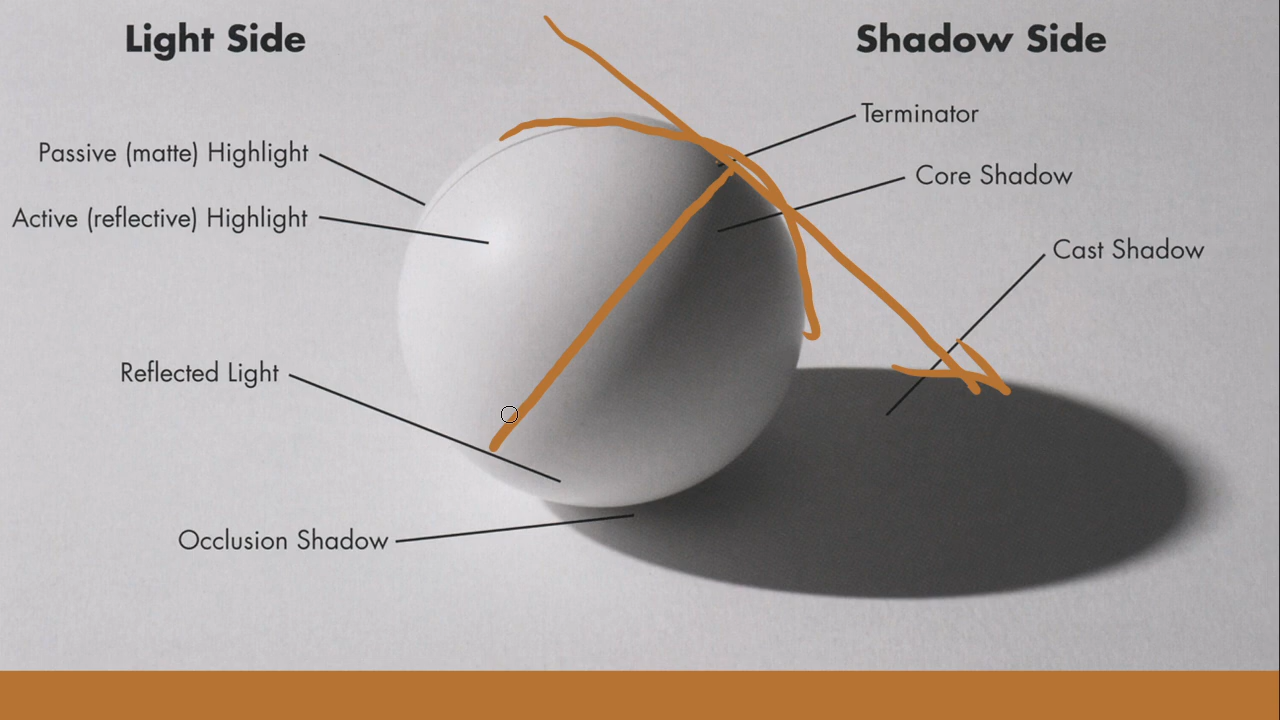 Light Side
Shadow Side
Terminator
Passive (matte) Highlight
Core Shadow
Active (reflective) Highlight
Cast Shadow
Reflected Light
Occlusion Shadow